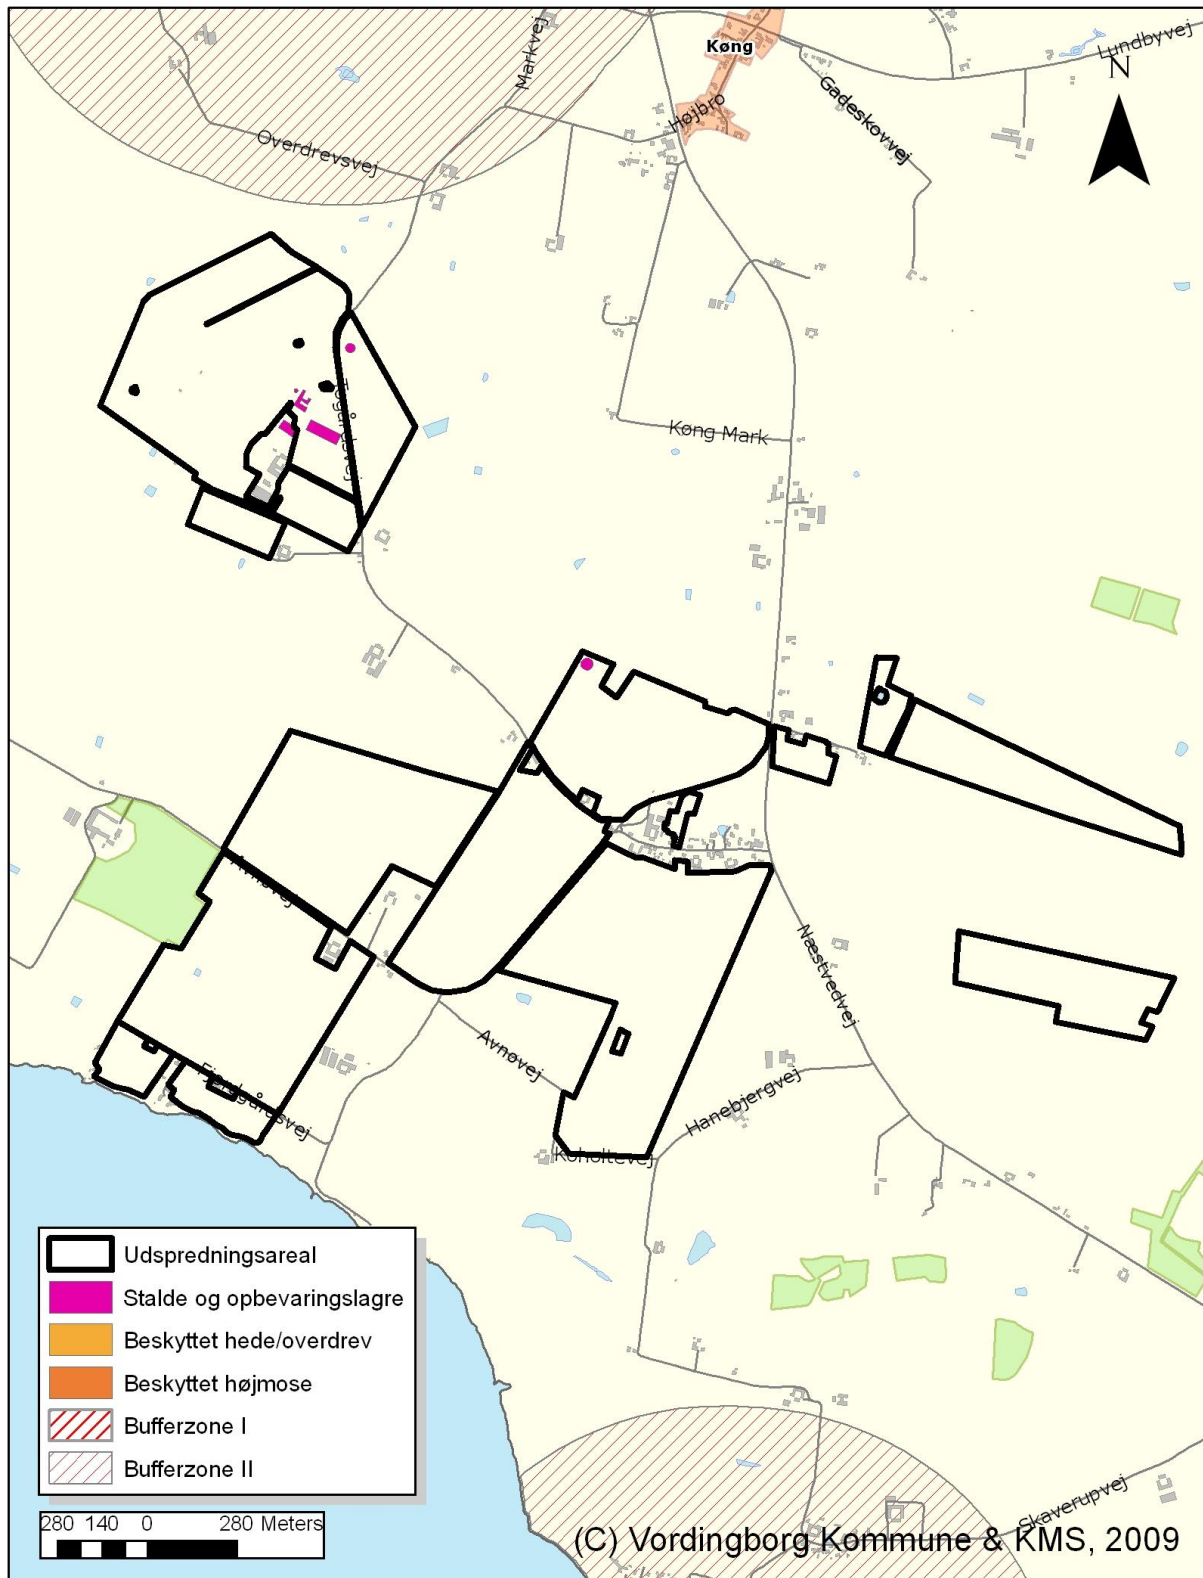 Køng
Lundbyvej
N
Markvej
Højbro
Gadeskovvej
Overdrevsvej
Køng Mark
Avnøvej
Næstvedvej
Fjordgårdsvej
Hanebjergvej
Koholtevej
Udspredningsareal
Stalde og opbevaringslagre
Beskyttet hede/overdrev
Beskyttet højmose
Bufferzone I
Bufferzone II
Skaverupvej
280 140 0 280 Meters
(C) Vordingborg Kommune & KMS, 2009